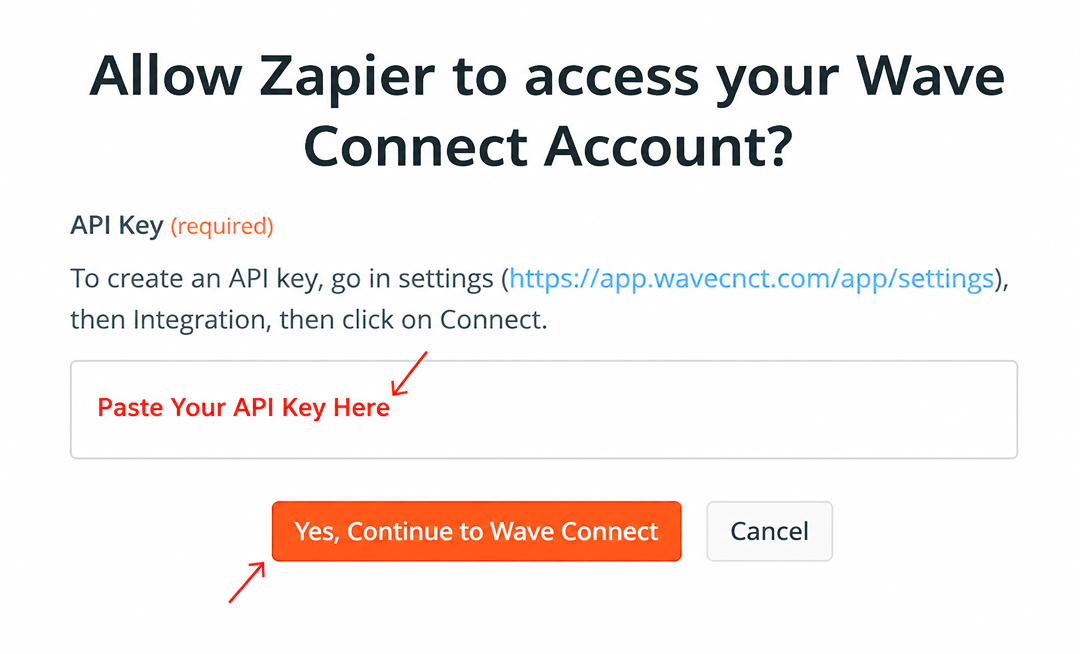 Allow Zapier to access your Wave
Connect Account?
API Key (required)
To create an API key, go in settings (https://app.wavecnct.com/app/settings),
then Integration, then click on Connect.
Paste Your API Key Here
Yes, Continue to Wave Connect
Cancel